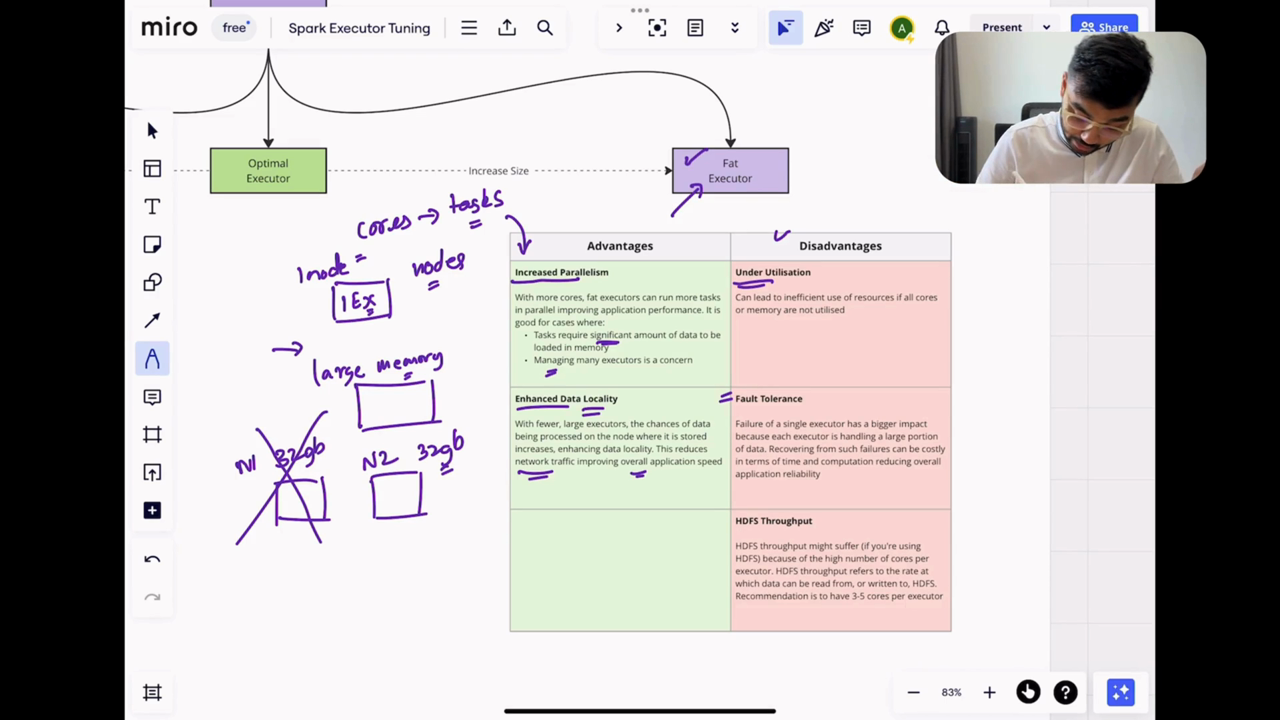 miro
free
Spark Executor Tuning
A
Present
Share
Optimal
Executor
Increase Size
Fat
Executor
cores → tasks
1 node =
nodes
1 Ex
→ large memory
N1 32gb
N2 32gb
Advantages
Disadvantages
Increased Parallelism
With more cores, fat executors can run more tasks
in parallel improving application performance. It is
good for cases where:
• Tasks require significant amount of data to be
loaded in memory
• Managing many executors is a concern
Under Utilisation
Can lead to inefficient use of resources if all cores
or memory are not utilised
Enhanced Data Locality
With fewer, large executors, the chances of data
being processed on the node where it is stored
increases, enhancing data locality. This reduces
network traffic improving overall application speed
Fault Tolerance
Failure of a single executor has a bigger impact
because each executor is handling a large portion
of data. Recovering from such failures can be costly
in terms of time and computation reducing overall
application reliability
HDFS Throughput
HDFS throughput might suffer (if you're using
HDFS) because of the high number of cores per
executor. HDFS throughput refers to the rate at
which data can be read from, or written to, HDFS.
Recommendation is to have 3-5 cores per executor
83%